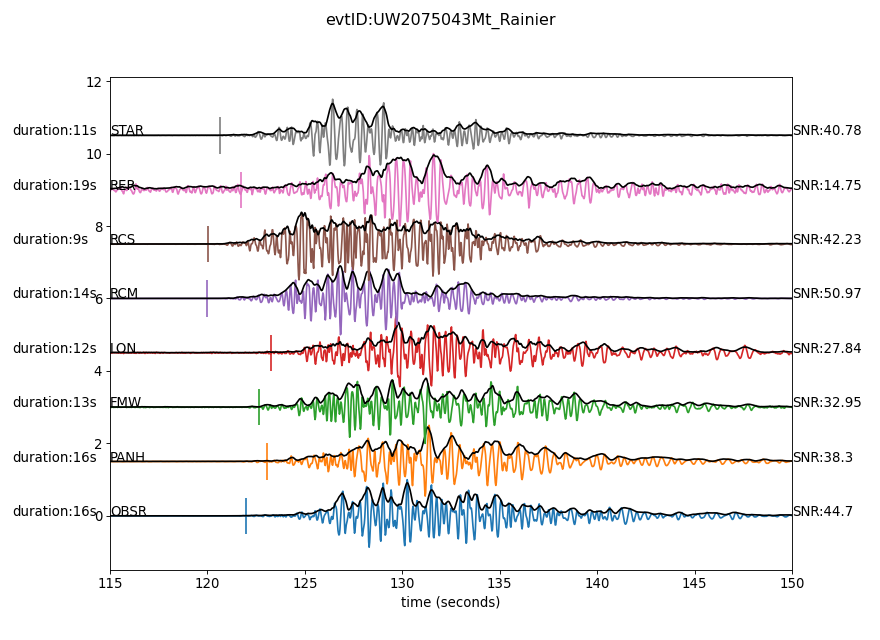 evtID:UW2075043Mt_Rainier
12
duration:11s STAR SNR:40.78
10
duration:19s RER SNR:14.75
8
duration:9s RCS SNR:42.23
duration:14s RCM SNR:50.97
6
duration:12s LON SNR:27.84
4
duration:13s FMW SNR:32.95
2
duration:16s PANH SNR:38.3
duration:16s OBSR SNR:44.7
0
115 120 125 130 135 140 145 150
time (seconds)